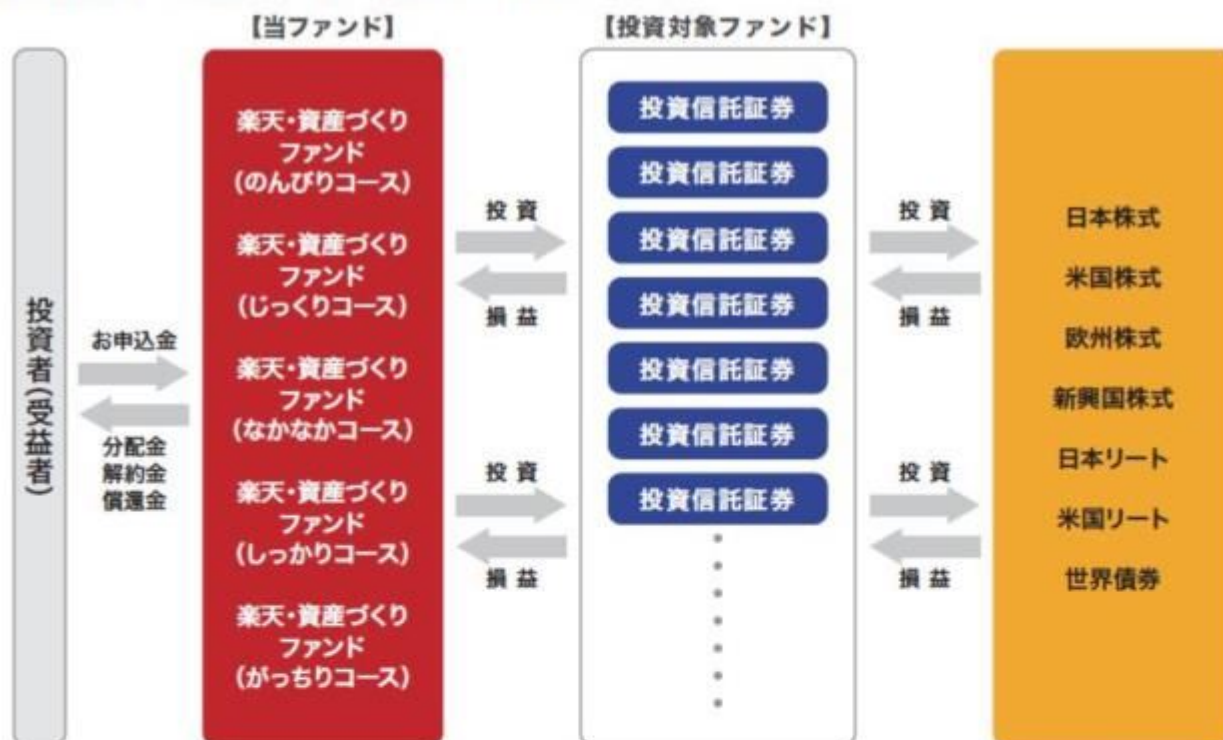 【当ファンド】
【投資対象ファンド】
投資者(受益者)
お申込金
分配金
解約金
償還金
楽天・資産づくり
ファンド
(のんびりコース)
楽天・資産づくり
ファンド
(じっくりコース)
楽天・資産づくり
ファンド
(なかなかコース)
楽天・資産づくり
ファンド
(しっかりコース)
楽天・資産づくり
ファンド
(がっちりコース)
投資
損益
投資
損益
投資信託証券
投資信託証券
投資信託証券
投資信託証券
投資信託証券
投資信託証券
投資信託証券
投資
損益
投資
損益
日本株式
米国株式
欧州株式
新興国株式
日本リート
米国リート
世界債券